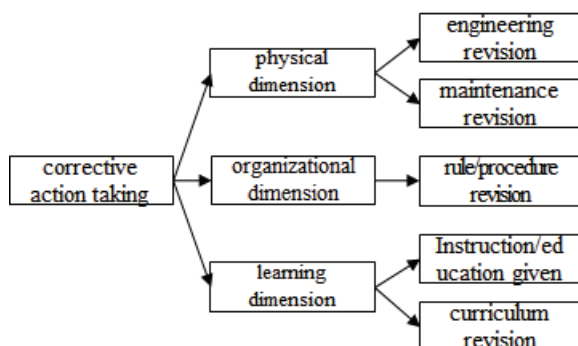 engineering
revision
physical
dimension
maintenance
revision
corrective
action taking
organizational
dimension
rule/procedure
revision
Instruction/ed
ucation given
learning
dimension
curriculum
revision